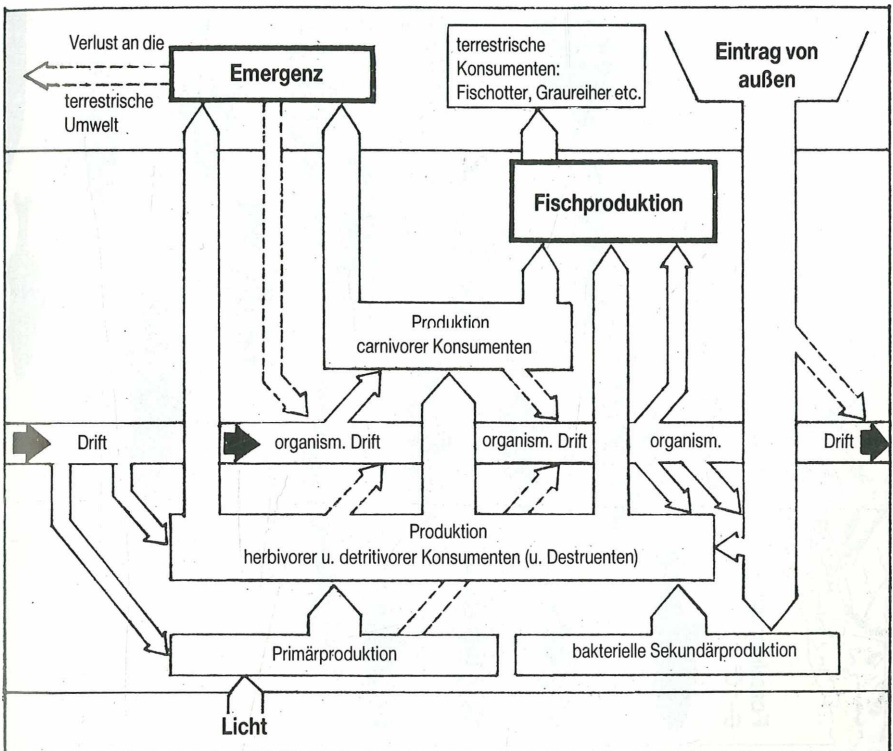 Verlust an die
terrestrische
Umwelt
Emergenz
terrestrische
Konsumenten:
Fischotter, Graureiher etc.
Eintrag von
außen
Fischproduktion
Produktion
carnivorer Konsumenten
Drift
organism. Drift
organism. Drift
organism.
Drift
Produktion
herbivorer u. detritivorer Konsumenten (u. Destruenten)
Primärproduktion
bakterielle Sekundärproduktion
Licht